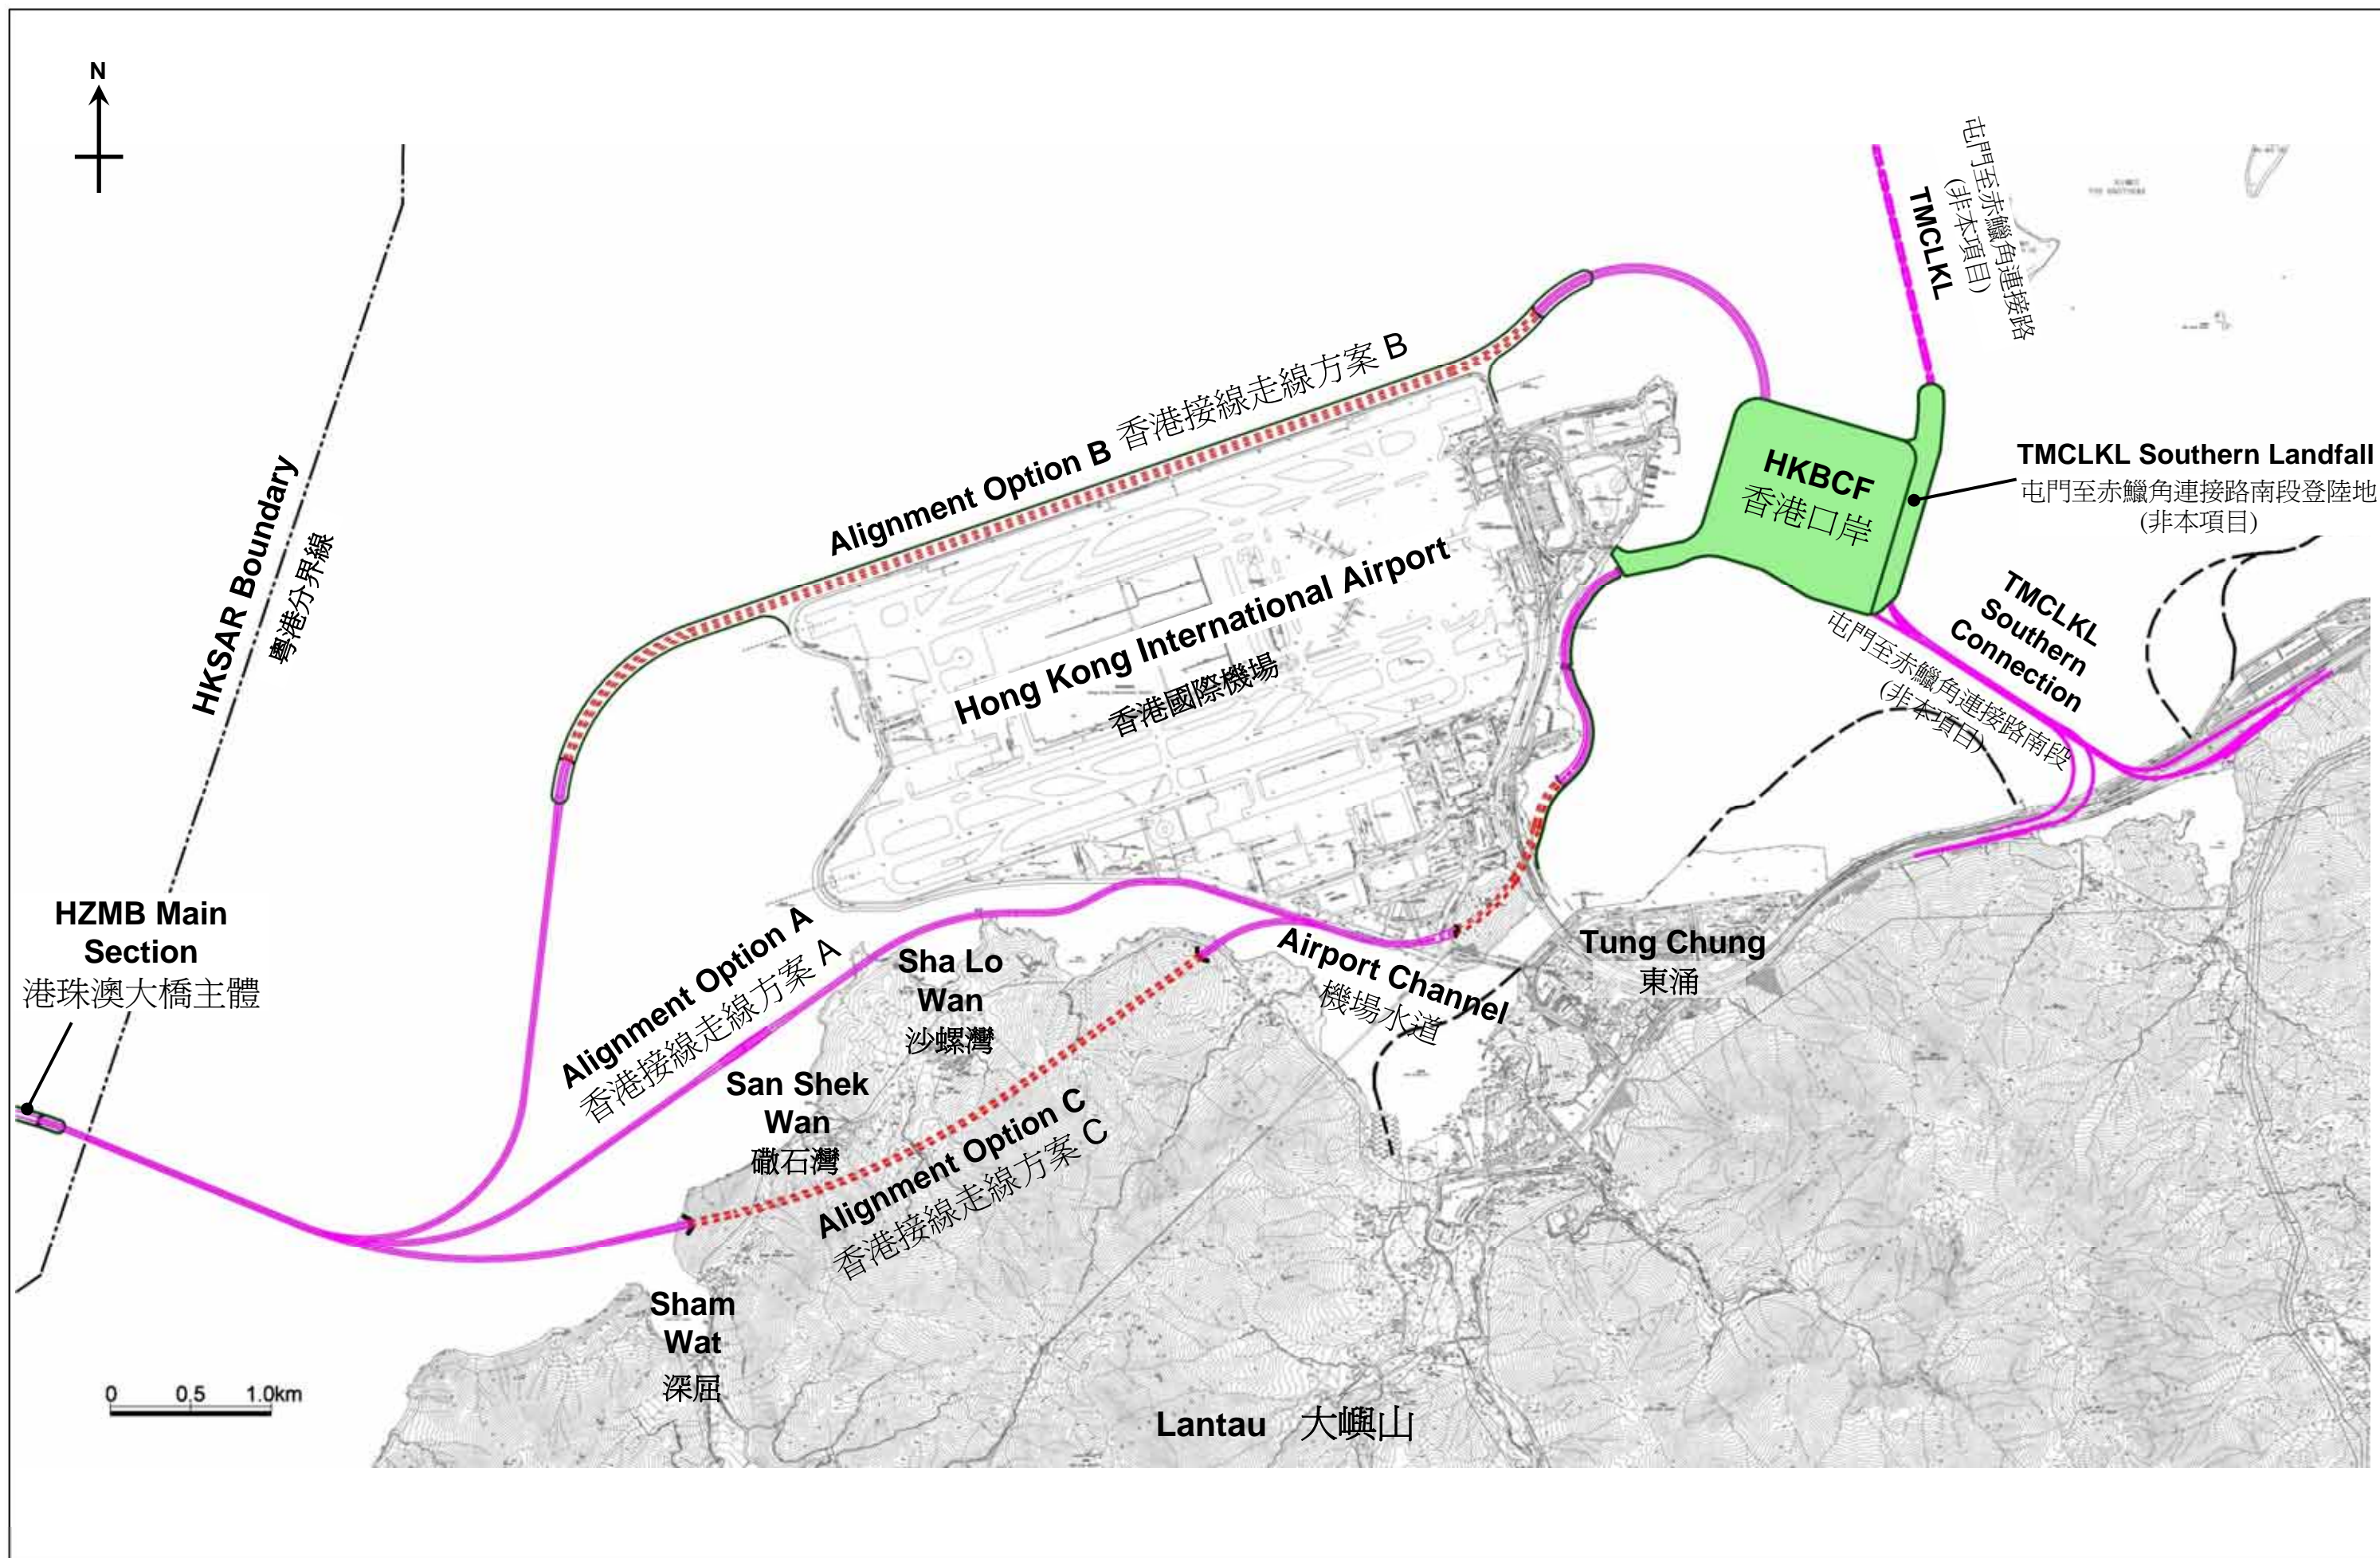 N
屯門至赤鱲角連接路
(非本項目)
TMCLKL
Alignment Option B 香港接線走線方案 B
HKBCF
香港口岸
TMCLKL Southern Landfall
屯門至赤鱲角連接路南段登陸地
(非本項目)
HKSAR Boundary
粵港分界線
Hong Kong International Airport
香港國際機場
TMCLKL
Southern
Connection
屯門至赤鱲角連接路南段
(非本項目)
HZMB Main
Section
港珠澳大橋主體
Alignment Option A
香港接線走線方案 A
Sha Lo
Wan
沙螺灣
Airport Channel
機場水道
Tung Chung
東涌
San Shek
Wan
䃟石灣
Alignment Option C
香港接線走線方案 C
Sham
Wat
深屈
0 0.5 1.0km
Lantau 大嶼山